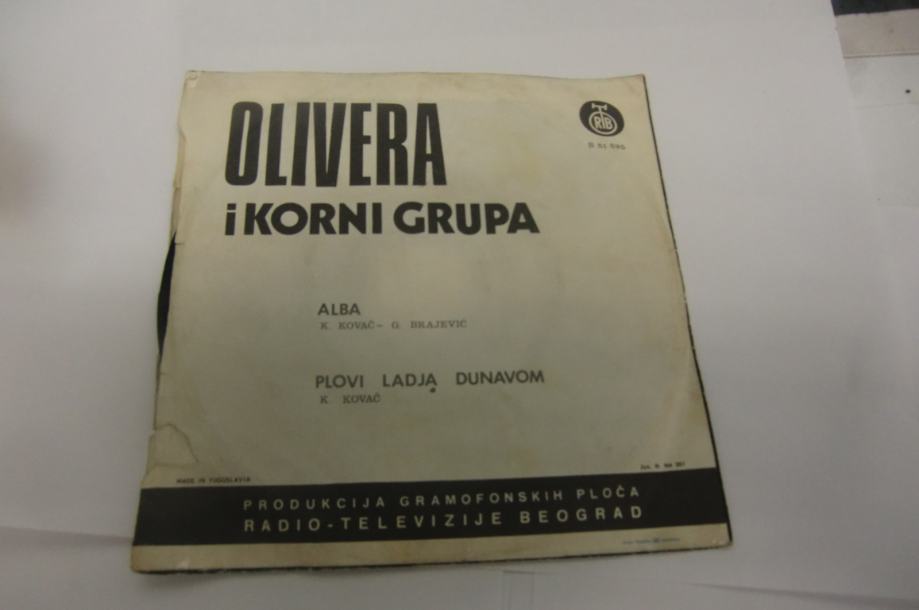 OLIVERA
RTB
i KORNI GRUPA
ALBA
K. KOVAČ - G. BRAJEVIĆ
PLOVI LADJA DUNAVOM
K. KOVAČ
MADE IN YUGOSLAVIA
PRODUKCIJA GRAMOFONSKIH PLOČA
RADIO-TELEVIZIJE BEOGRAD